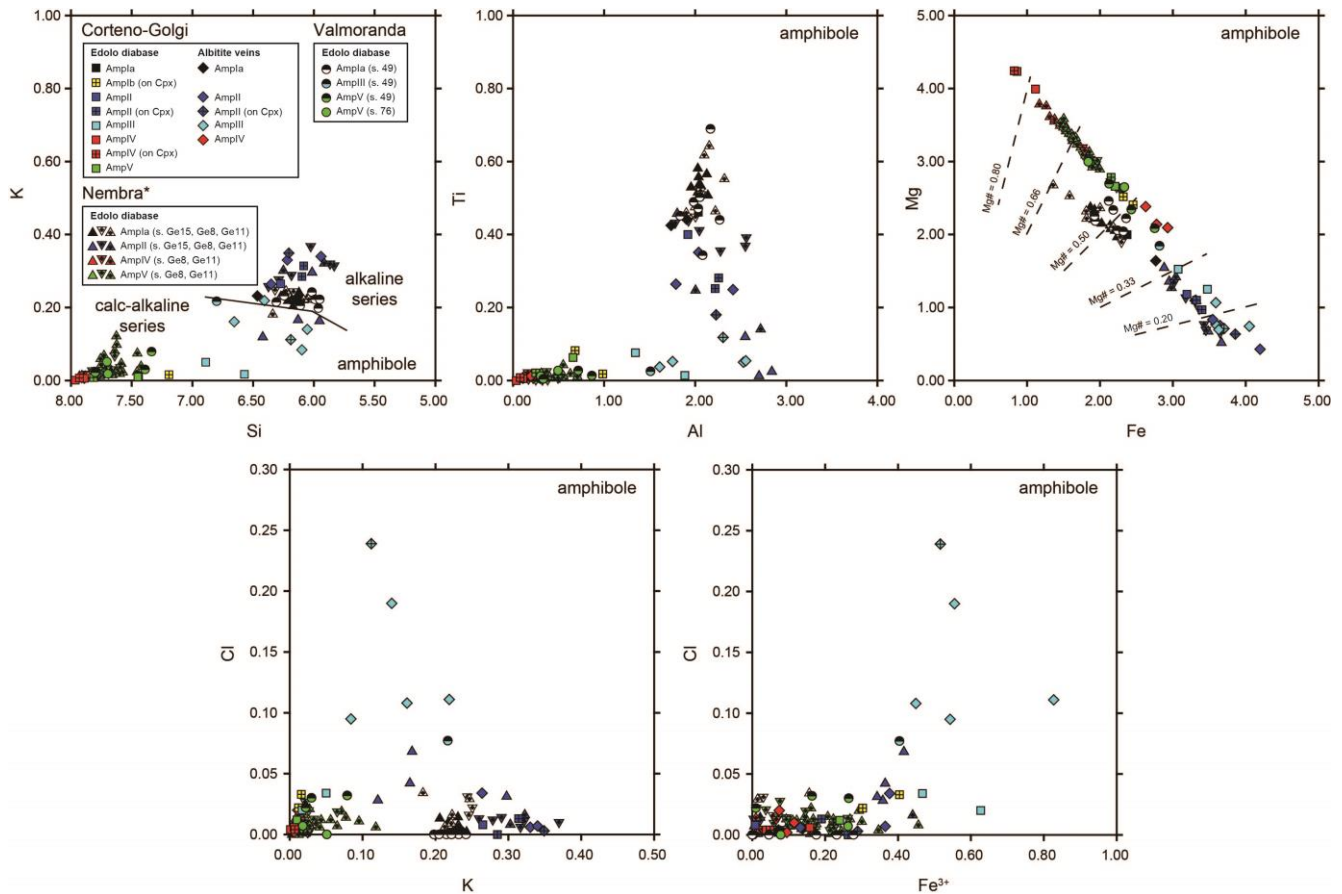 Corteno-Golgi
Edolo diabase
AmpIa
AmpIb (on Cpx)
AmpII
AmpII (on Cpx)
AmpIII
AmpIV
AmpIV (on Cpx)
AmpV
Albitite veins
AmpIa
AmpII
AmpII (on Cpx)
AmpIII
AmpIV
Valmoranda
Edolo diabase
AmpIa (s. 49)
AmpIII (s. 49)
AmpV (s. 49)
AmpV (s. 76)
Nembra*
Edolo diabase
AmpIa (s. Ge15, Ge8, Ge11)
AmpII (s. Ge15, Ge8, Ge11)
AmpIV (s. Ge8, Ge11)
AmpV (s. Ge8, Ge11)
calc-alkaline
series
alkaline
series
amphibole
K
1.00
0.80
0.60
0.40
0.20
0.00
8.00 7.50 7.00 6.50 6.00 5.50 5.00
Si
amphibole
Ti
1.00
0.80
0.60
0.40
0.20
0.00
0.00 1.00 2.00 3.00 4.00
Al
amphibole
Mg
5.00
4.00
3.00
2.00
1.00
0.00
Mg# = 0.80
Mg# = 0.66
Mg# = 0.50
Mg# = 0.33
Mg# = 0.20
0.00 1.00 2.00 3.00 4.00 5.00
Fe
amphibole
Cl
0.30
0.25
0.20
0.15
0.10
0.05
0.00
0.00 0.10 0.20 0.30 0.40 0.50
K
amphibole
Cl
0.30
0.25
0.20
0.15
0.10
0.05
0.00
0.00 0.20 0.40 0.60 0.80 1.00
Fe³⁺